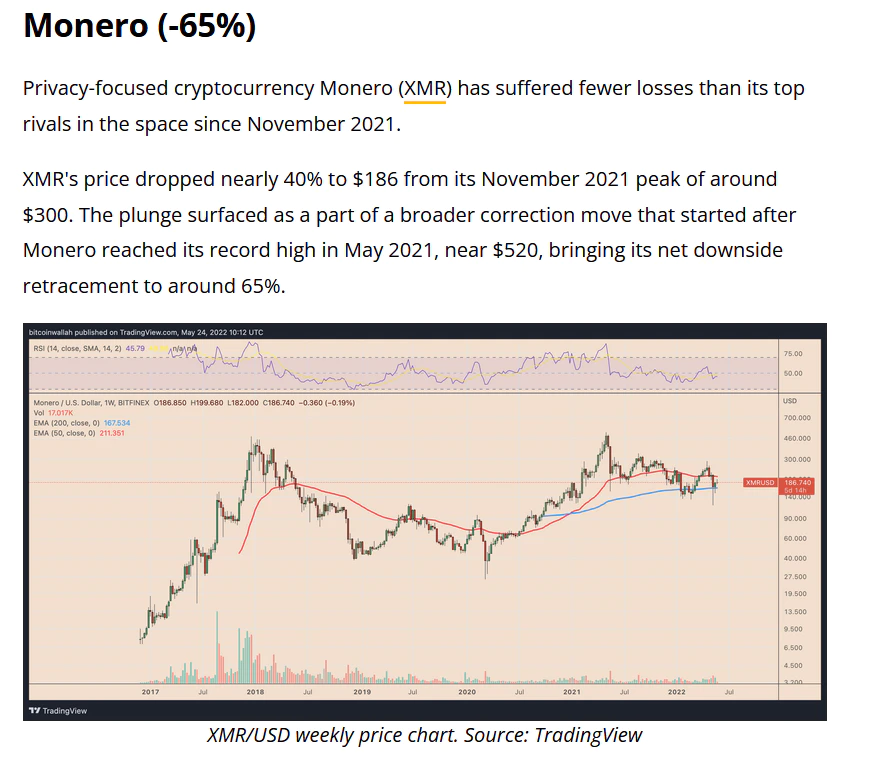 Monero (-65%)
Privacy-focused cryptocurrency Monero (XMR) has suffered fewer losses than its top
rivals in the space since November 2021.
XMR's price dropped nearly 40% to $186 from its November 2021 peak of around
$300. The plunge surfaced as a part of a broader correction move that started after
Monero reached its record high in May 2021, near $520, bringing its net downside
retracement to around 65%.
bitcoinwallah published on TradingView.com, May 24, 2022 10:12 UTC
RSI (14, close, SMA, 14, 2) 45.79 n/a n/a
75.00
50.00
Monero / U.S. Dollar, 1W, BITFINEX O186.850 H199.680 L182.000 C186.740 −0.360 (−0.19%)
USD
Vol 17.017K
EMA (200, close, 0) 167.534
EMA (50, close, 0) 211.351
700.000
460.000
300.000
XMRUSD 186.740
5d 14h
140.000
90.000
60.000
40.000
27.500
19.500
13.500
9.500
6.500
4.500
3.200
2017 Jul 2018 Jul 2019 Jul 2020 Jul 2021 Jul 2022 Jul
TradingView
XMR/USD weekly price chart. Source: TradingView